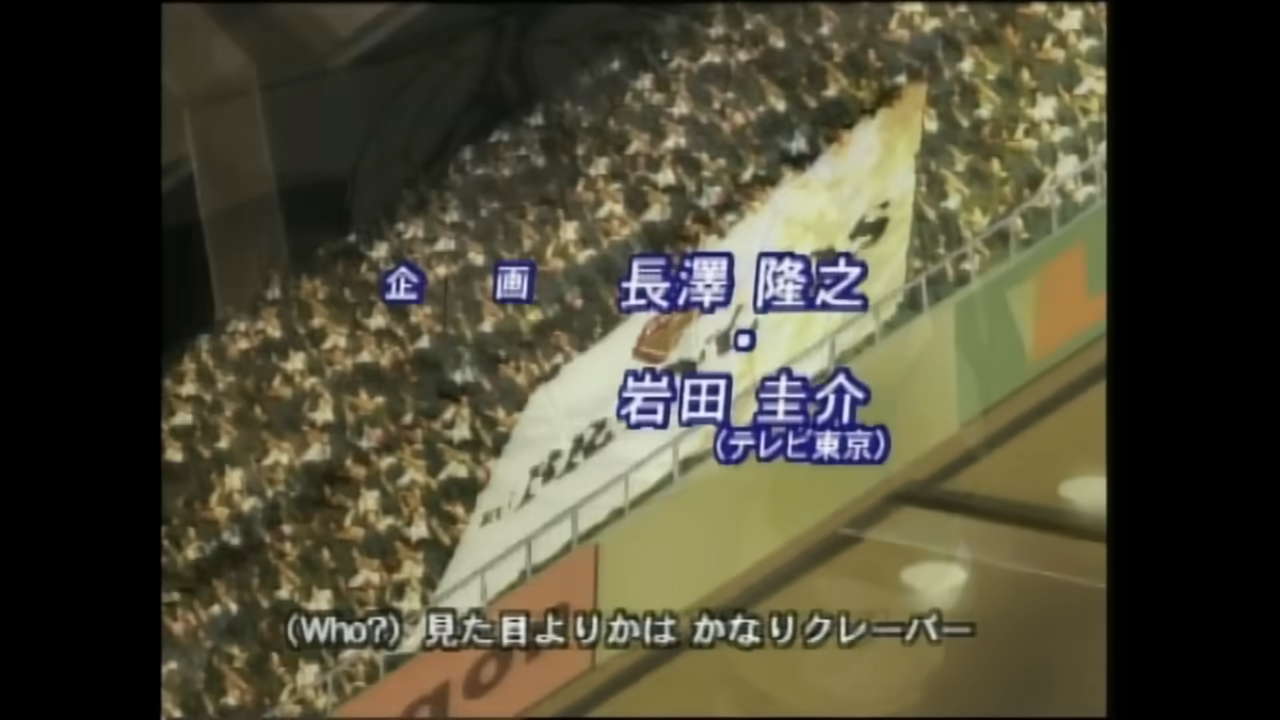 企 画 長澤 隆之
・
岩田 圭介
(テレビ東京)
(Who?) 見た目よりかは かなりクレーバー